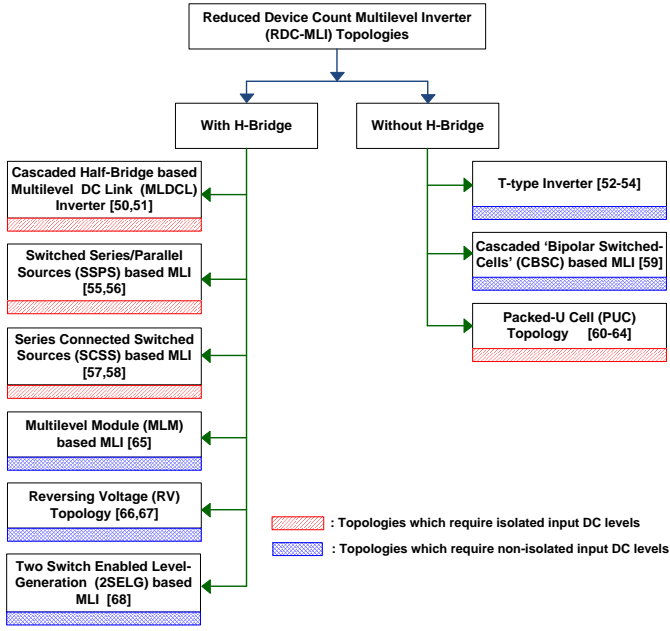 Reduced Device Count Multilevel Inverter
(RDC-MLI) Topologies
With H-Bridge
Without H-Bridge
Cascaded Half-Bridge based
Multilevel DC Link (MLDCL)
Inverter [50,51]
Switched Series/Parallel
Sources (SSPS) based MLI
[55,56]
Series Connected Switched
Sources (SCSS) based MLI
[57,58]
Multilevel Module (MLM)
based MLI [65]
Reversing Voltage (RV)
Topology [66,67]
Two Switch Enabled Level-
Generation (2SELG) based
MLI [68]
T-type Inverter [52-54]
Cascaded ‘Bipolar Switched-
Cells’ (CBSC) based MLI [59]
Packed-U Cell (PUC)
Topology [60-64]
: Topologies which require isolated input DC levels
: Topologies which require non-isolated input DC levels